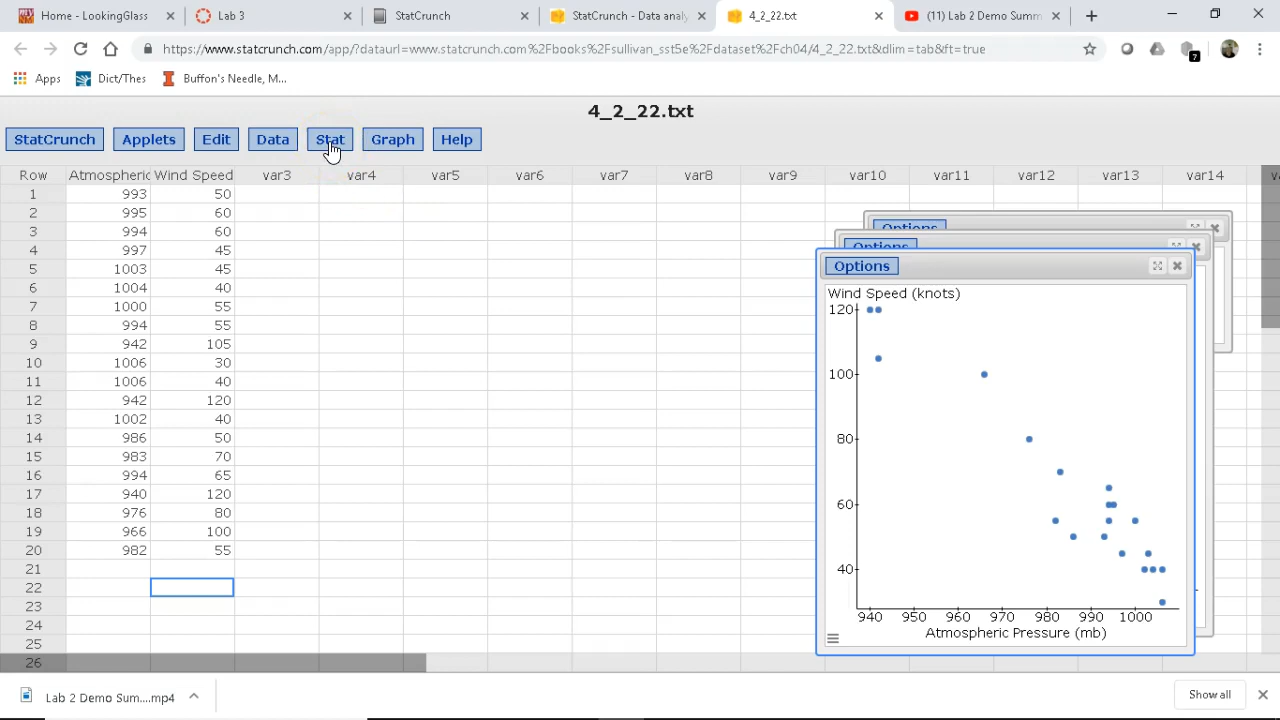 Home - LookingGlass
Lab 3
StatCrunch
StatCrunch - Data analy
4_2_22.txt
(11) Lab 2 Demo Summ
https://www.statcrunch.com/app/?dataurl=www.statcrunch.com%2Fbooks%2Fsullivan_sst5e%2Fdataset%2Fch04/4_2_22.txt&dlim=tab&ft=true
7
Apps Dict/Thes Buffon's Needle, M...
4_2_22.txt
StatCrunch Applets Edit Data Stat Graph Help
Row Atmospheric Wind Speed var3 var4 var5 var6 var7 var8 var9 var10 var11 var12 var13 var14
1 993 50
2 995 60
3 994 60
4 997 45
5 1003 45
6 1004 40
7 1000 55
8 994 55
9 942 105
10 1006 30
11 1006 40
12 942 120
13 1002 40
14 986 50
15 983 70
16 994 65
17 940 120
18 976 80
19 966 100
20 982 55
21
22
23
24
25
26
Options
Options
Options
Wind Speed (knots)
120
100
80
60
40
940 950 960 970 980 990 1000
Atmospheric Pressure (mb)
Lab 2 Demo Sum....mp4
Show all